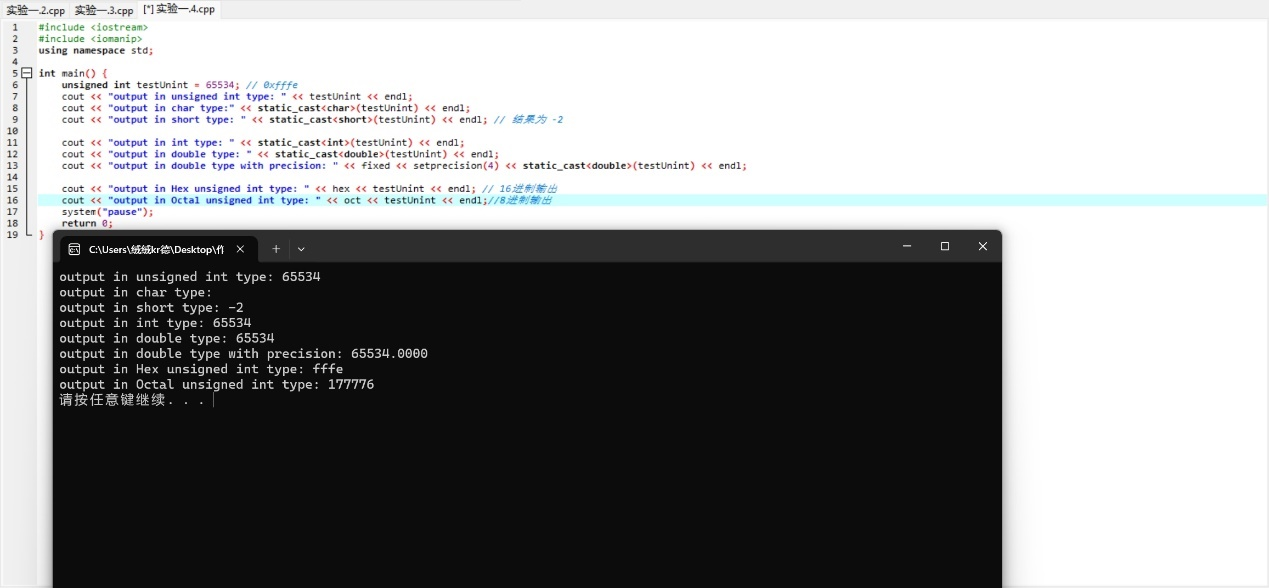 实验一.2.cpp 实验一.3.cpp [*] 实验一.4.cpp
1 #include <iostream>
2 #include <iomanip>
3 using namespace std;
4
5 int main() {
6 unsigned int testUnint = 65534; // 0xfffe
7 cout << "output in unsigned int type: " << testUnint << endl;
8 cout << "output in char type:" << static_cast<char>(testUnint) << endl;
9 cout << "output in short type: " << static_cast<short>(testUnint) << endl; // 结果为 -2
10
11 cout << "output in int type: " << static_cast<int>(testUnint) << endl;
12 cout << "output in double type: " << static_cast<double>(testUnint) << endl;
13 cout << "output in double type with precision: " << fixed << setprecision(4) << static_cast<double>(testUnint) << endl;
14
15 cout << "output in Hex unsigned int type: " << hex << testUnint << endl; // 16进制输出
16 cout << "output in Octal unsigned int type: " << oct << testUnint << endl;//8进制输出
17 system("pause");
18 return 0;
19 }
C:\Users\绒绒kr德\Desktop\作
output in unsigned int type: 65534
output in char type:
output in short type: -2
output in int type: 65534
output in double type: 65534
output in double type with precision: 65534.0000
output in Hex unsigned int type: fffe
output in Octal unsigned int type: 177776
请按任意键继续. . .